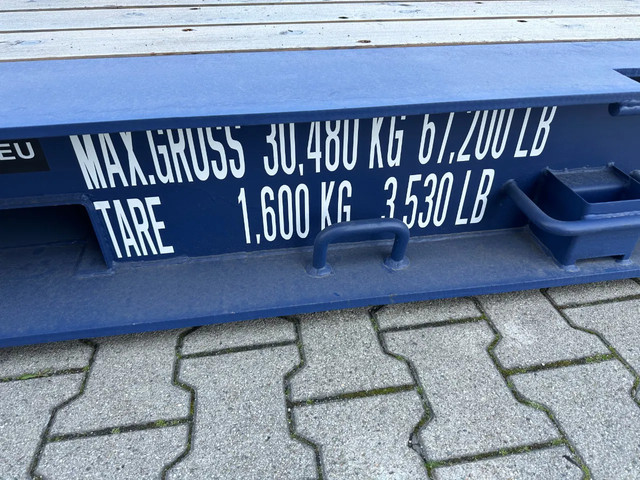 EU
MAX.GROSS 30,480 KG 67,200 LB
TARE 1,600 KG 3,530 LB